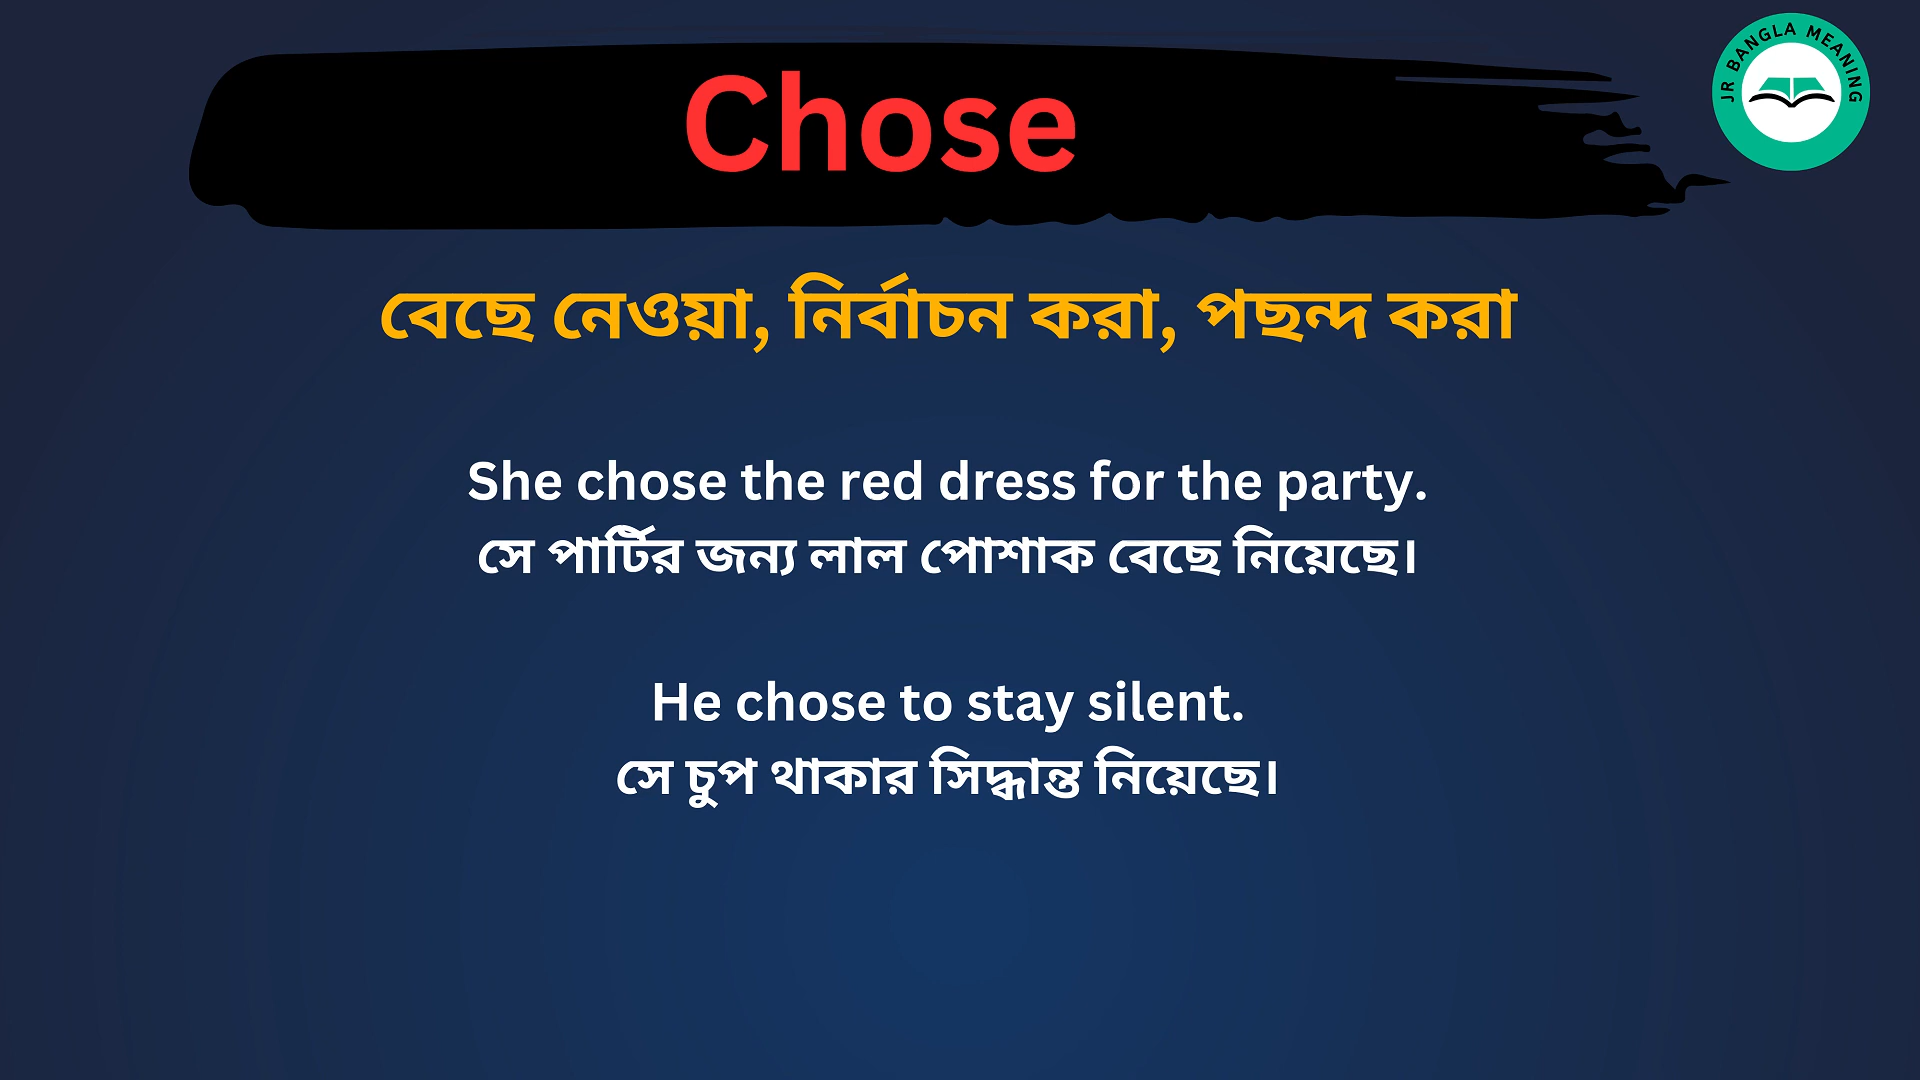 JR BANGLA MEANING
Chose
বেছে নেওয়া, নির্বাচন করা, পছন্দ করা
She chose the red dress for the party.
সে পার্টির জন্য লাল পোশাক বেছে নিয়েছে।
He chose to stay silent.
সে চুপ থাকার সিদ্ধান্ত নিয়েছে।